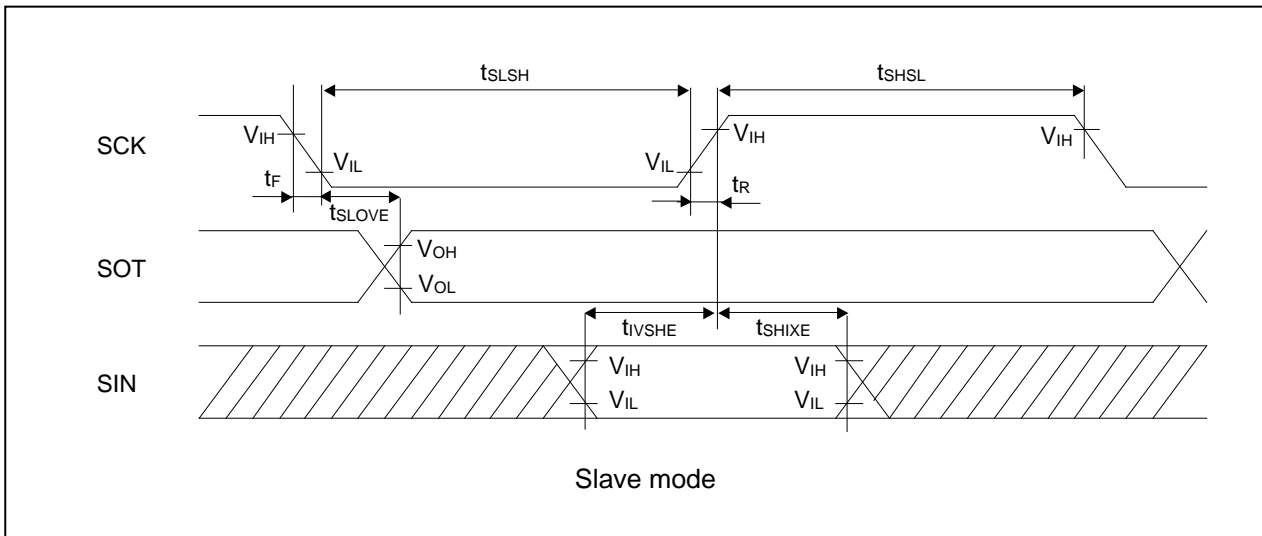 tSLSH
tSHSL
SCK
VIH
VIL
VIL
VIH
VIH
tF
tR
tSLOVE
SOT
VOH
VOL
tIVSHE
tSHIXE
SIN
VIH
VIL
VIH
VIL
Slave mode